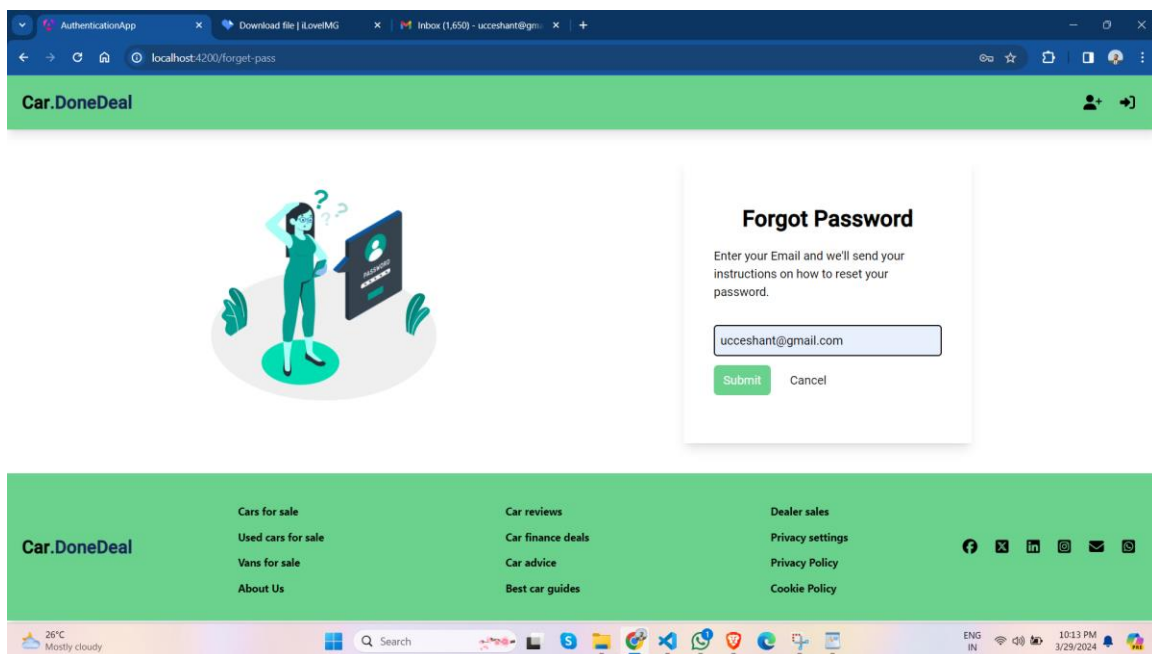 AuthenticationApp
Download file | iLoveIMG
Inbox (1,650) - ucceshant@gm
localhost:4200/forget-pass
Car.DoneDeal
PASSWORD
Forgot Password
Enter your Email and we'll send your
instructions on how to reset your
password.
ucceshant@gmail.com
Submit Cancel
Car.DoneDeal
Cars for sale
Used cars for sale
Vans for sale
About Us
Car reviews
Car finance deals
Car advice
Best car guides
Dealer sales
Privacy settings
Privacy Policy
Cookie Policy
26°C
Mostly cloudy
Search
ENG
IN
10:13 PM
3/29/2024